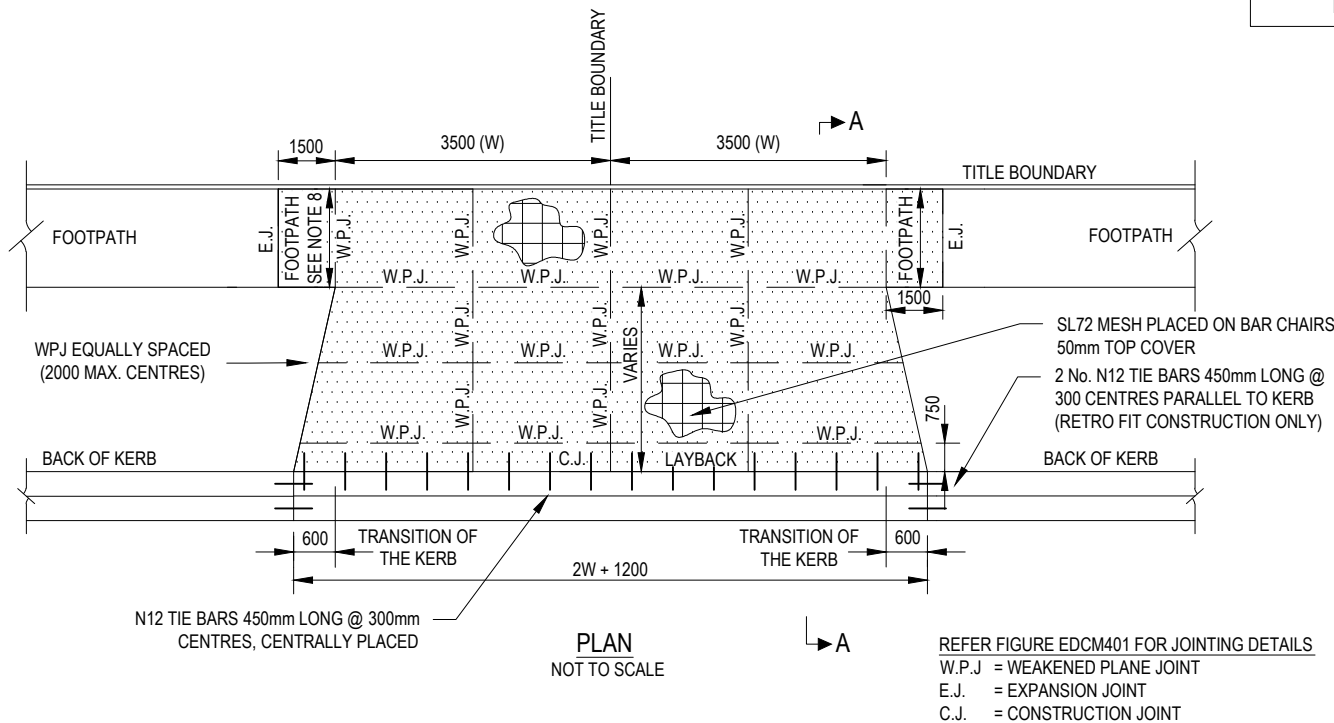 TITLE BOUNDARY
A
1500
3500 (W)
3500 (W)
TITLE BOUNDARY
FOOTPATH
E.J.
FOOTPATH
SEE NOTE 8
W.P.J.
W.P.J.
W.P.J.
W.P.J.
FOOTPATH
E.J.
FOOTPATH
W.P.J.
W.P.J.
W.P.J.
W.P.J.
1500
W.P.J.
W.P.J.
W.P.J.
SL72 MESH PLACED ON BAR CHAIRS
50mm TOP COVER
WPJ EQUALLY SPACED
(2000 MAX. CENTRES)
W.P.J.
W.P.J.
VARIES
W.P.J.
W.P.J.
2 No. N12 TIE BARS 450mm LONG @
300 CENTRES PARALLEL TO KERB
(RETRO FIT CONSTRUCTION ONLY)
W.P.J.
W.P.J.
750
W.P.J.
W.P.J.
W.P.J.
BACK OF KERB
C.J.
LAYBACK
BACK OF KERB
600
TRANSITION OF
THE KERB
TRANSITION OF
THE KERB
600
2W + 1200
N12 TIE BARS 450mm LONG @ 300mm
CENTRES, CENTRALLY PLACED
PLAN
NOT TO SCALE
A
REFER FIGURE EDCM401 FOR JOINTING DETAILS
W.P.J = WEAKENED PLANE JOINT
E.J. = EXPANSION JOINT
C.J. = CONSTRUCTION JOINT